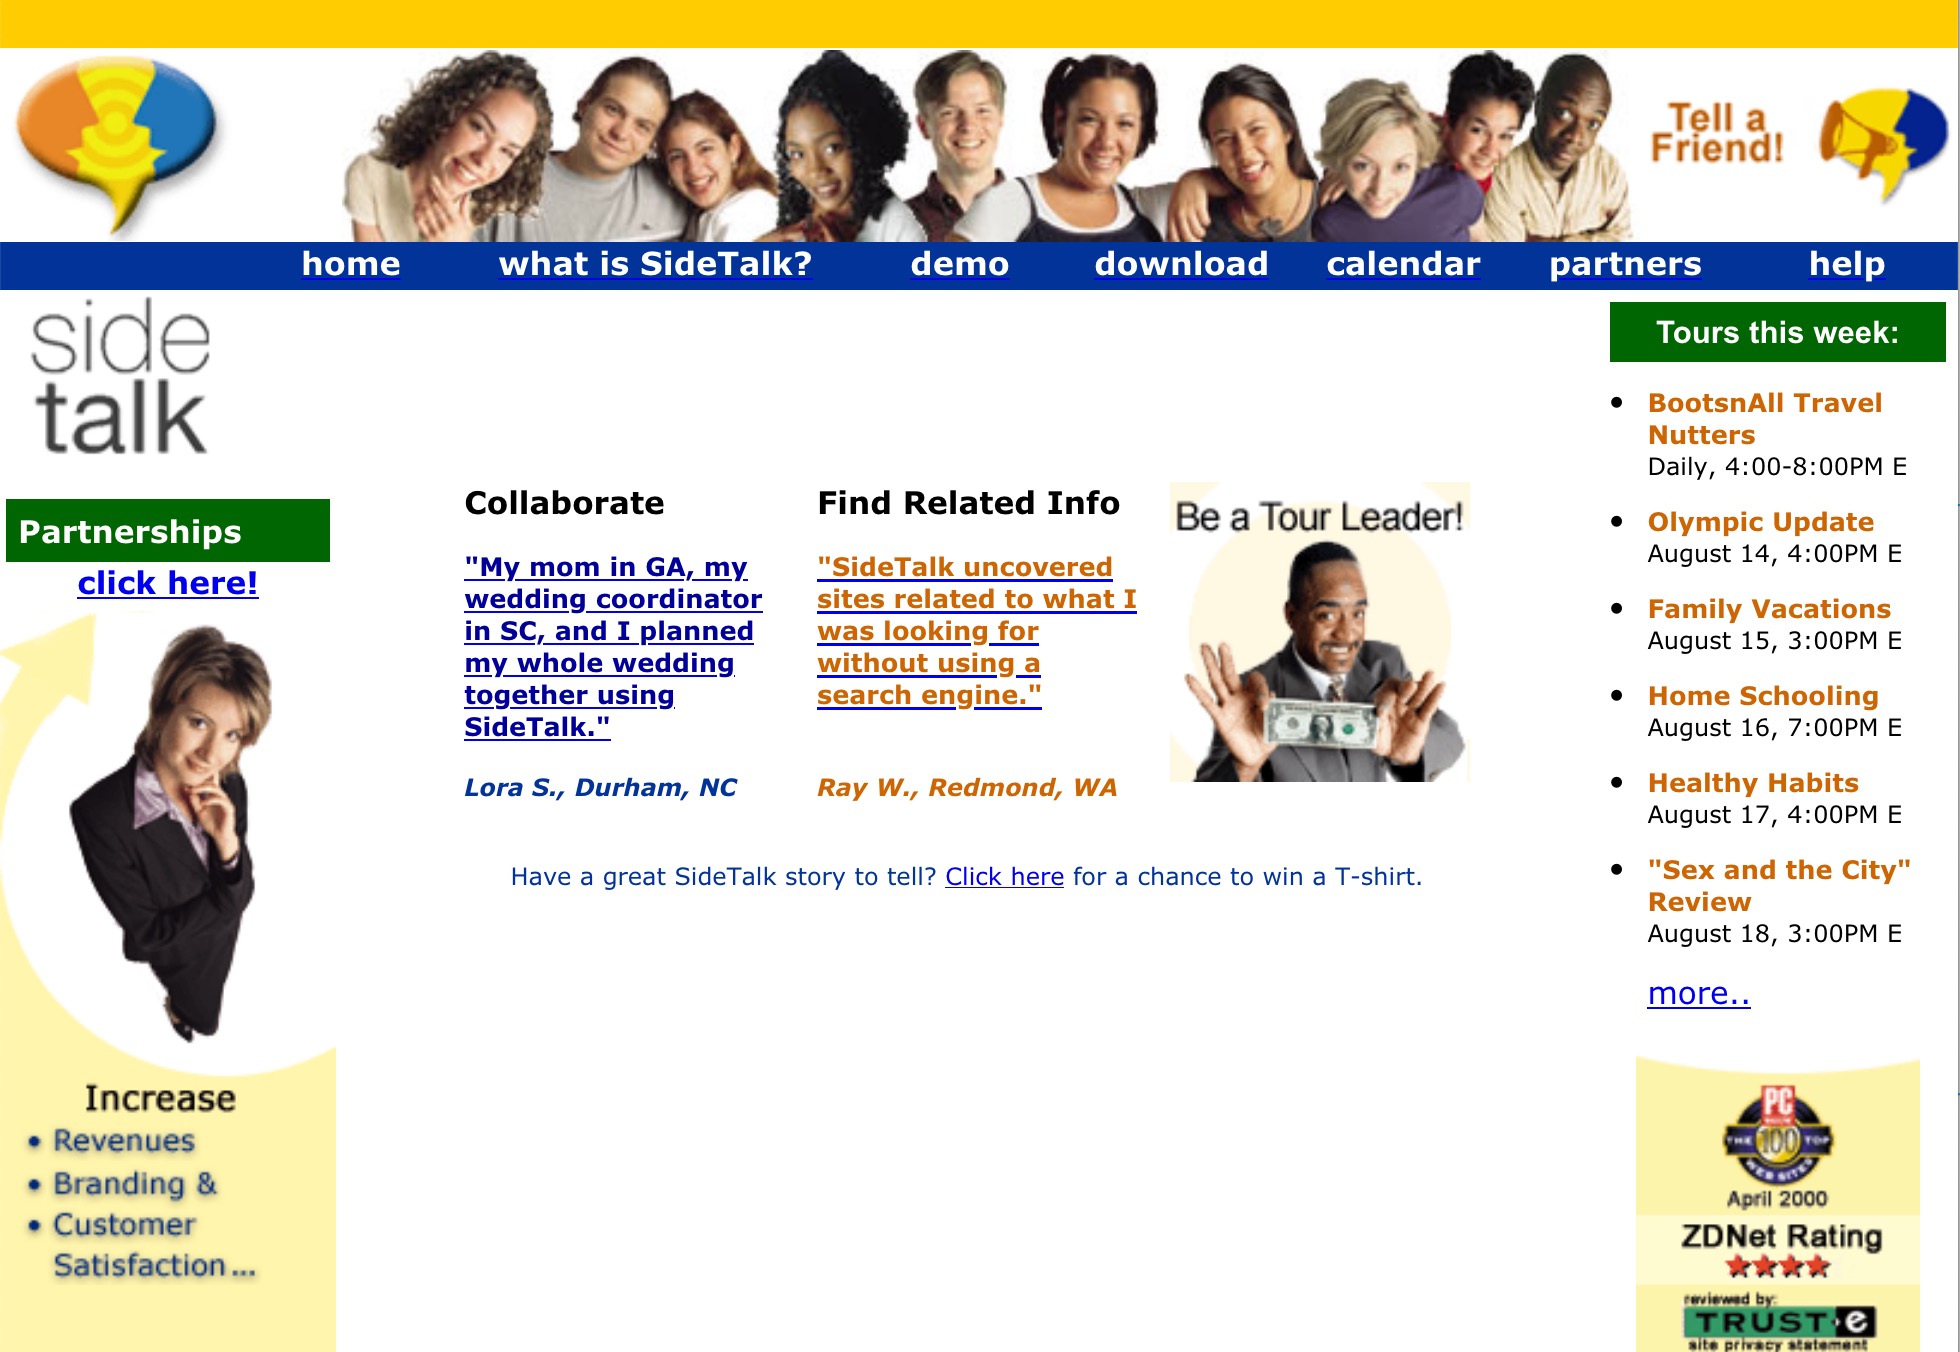 Tell a
Friend!
home what is SideTalk? demo download calendar partners help
side
talk
Partnerships
click here!
Increase
• Revenues
• Branding &
• Customer
Satisfaction...
Collaborate
"My mom in GA, my
wedding coordinator
in SC, and I planned
my whole wedding
together using
SideTalk."
Lora S., Durham, NC
Find Related Info
"SideTalk uncovered
sites related to what I
was looking for
without using a
search engine."
Ray W., Redmond, WA
Be a Tour Leader!
Have a great SideTalk story to tell? Click here for a chance to win a T-shirt.
Tours this week:
• BootsnAll Travel
Nutters
Daily, 4:00-8:00PM E
• Olympic Update
August 14, 4:00PM E
• Family Vacations
August 15, 3:00PM E
• Home Schooling
August 16, 7:00PM E
• Healthy Habits
August 17, 4:00PM E
• "Sex and the City"
Review
August 18, 3:00PM E
more..
PC
THE 100 TOP
WEB SITES
April 2000
ZDNet Rating
reviewed by:
TRUST·e
site privacy statement